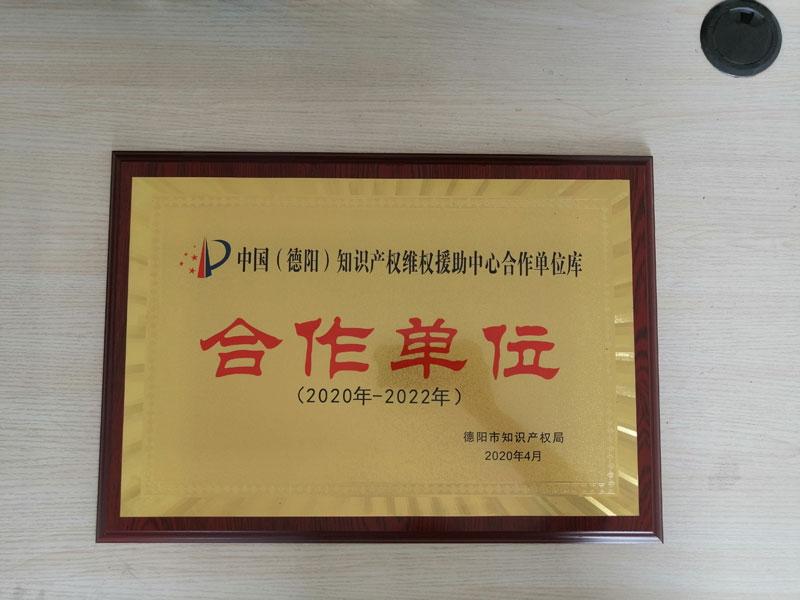 中国（德阳）知识产权维权援助中心合作单位库
合作单位
（2020年-2022年）
德阳市知识产权局
2020年4月